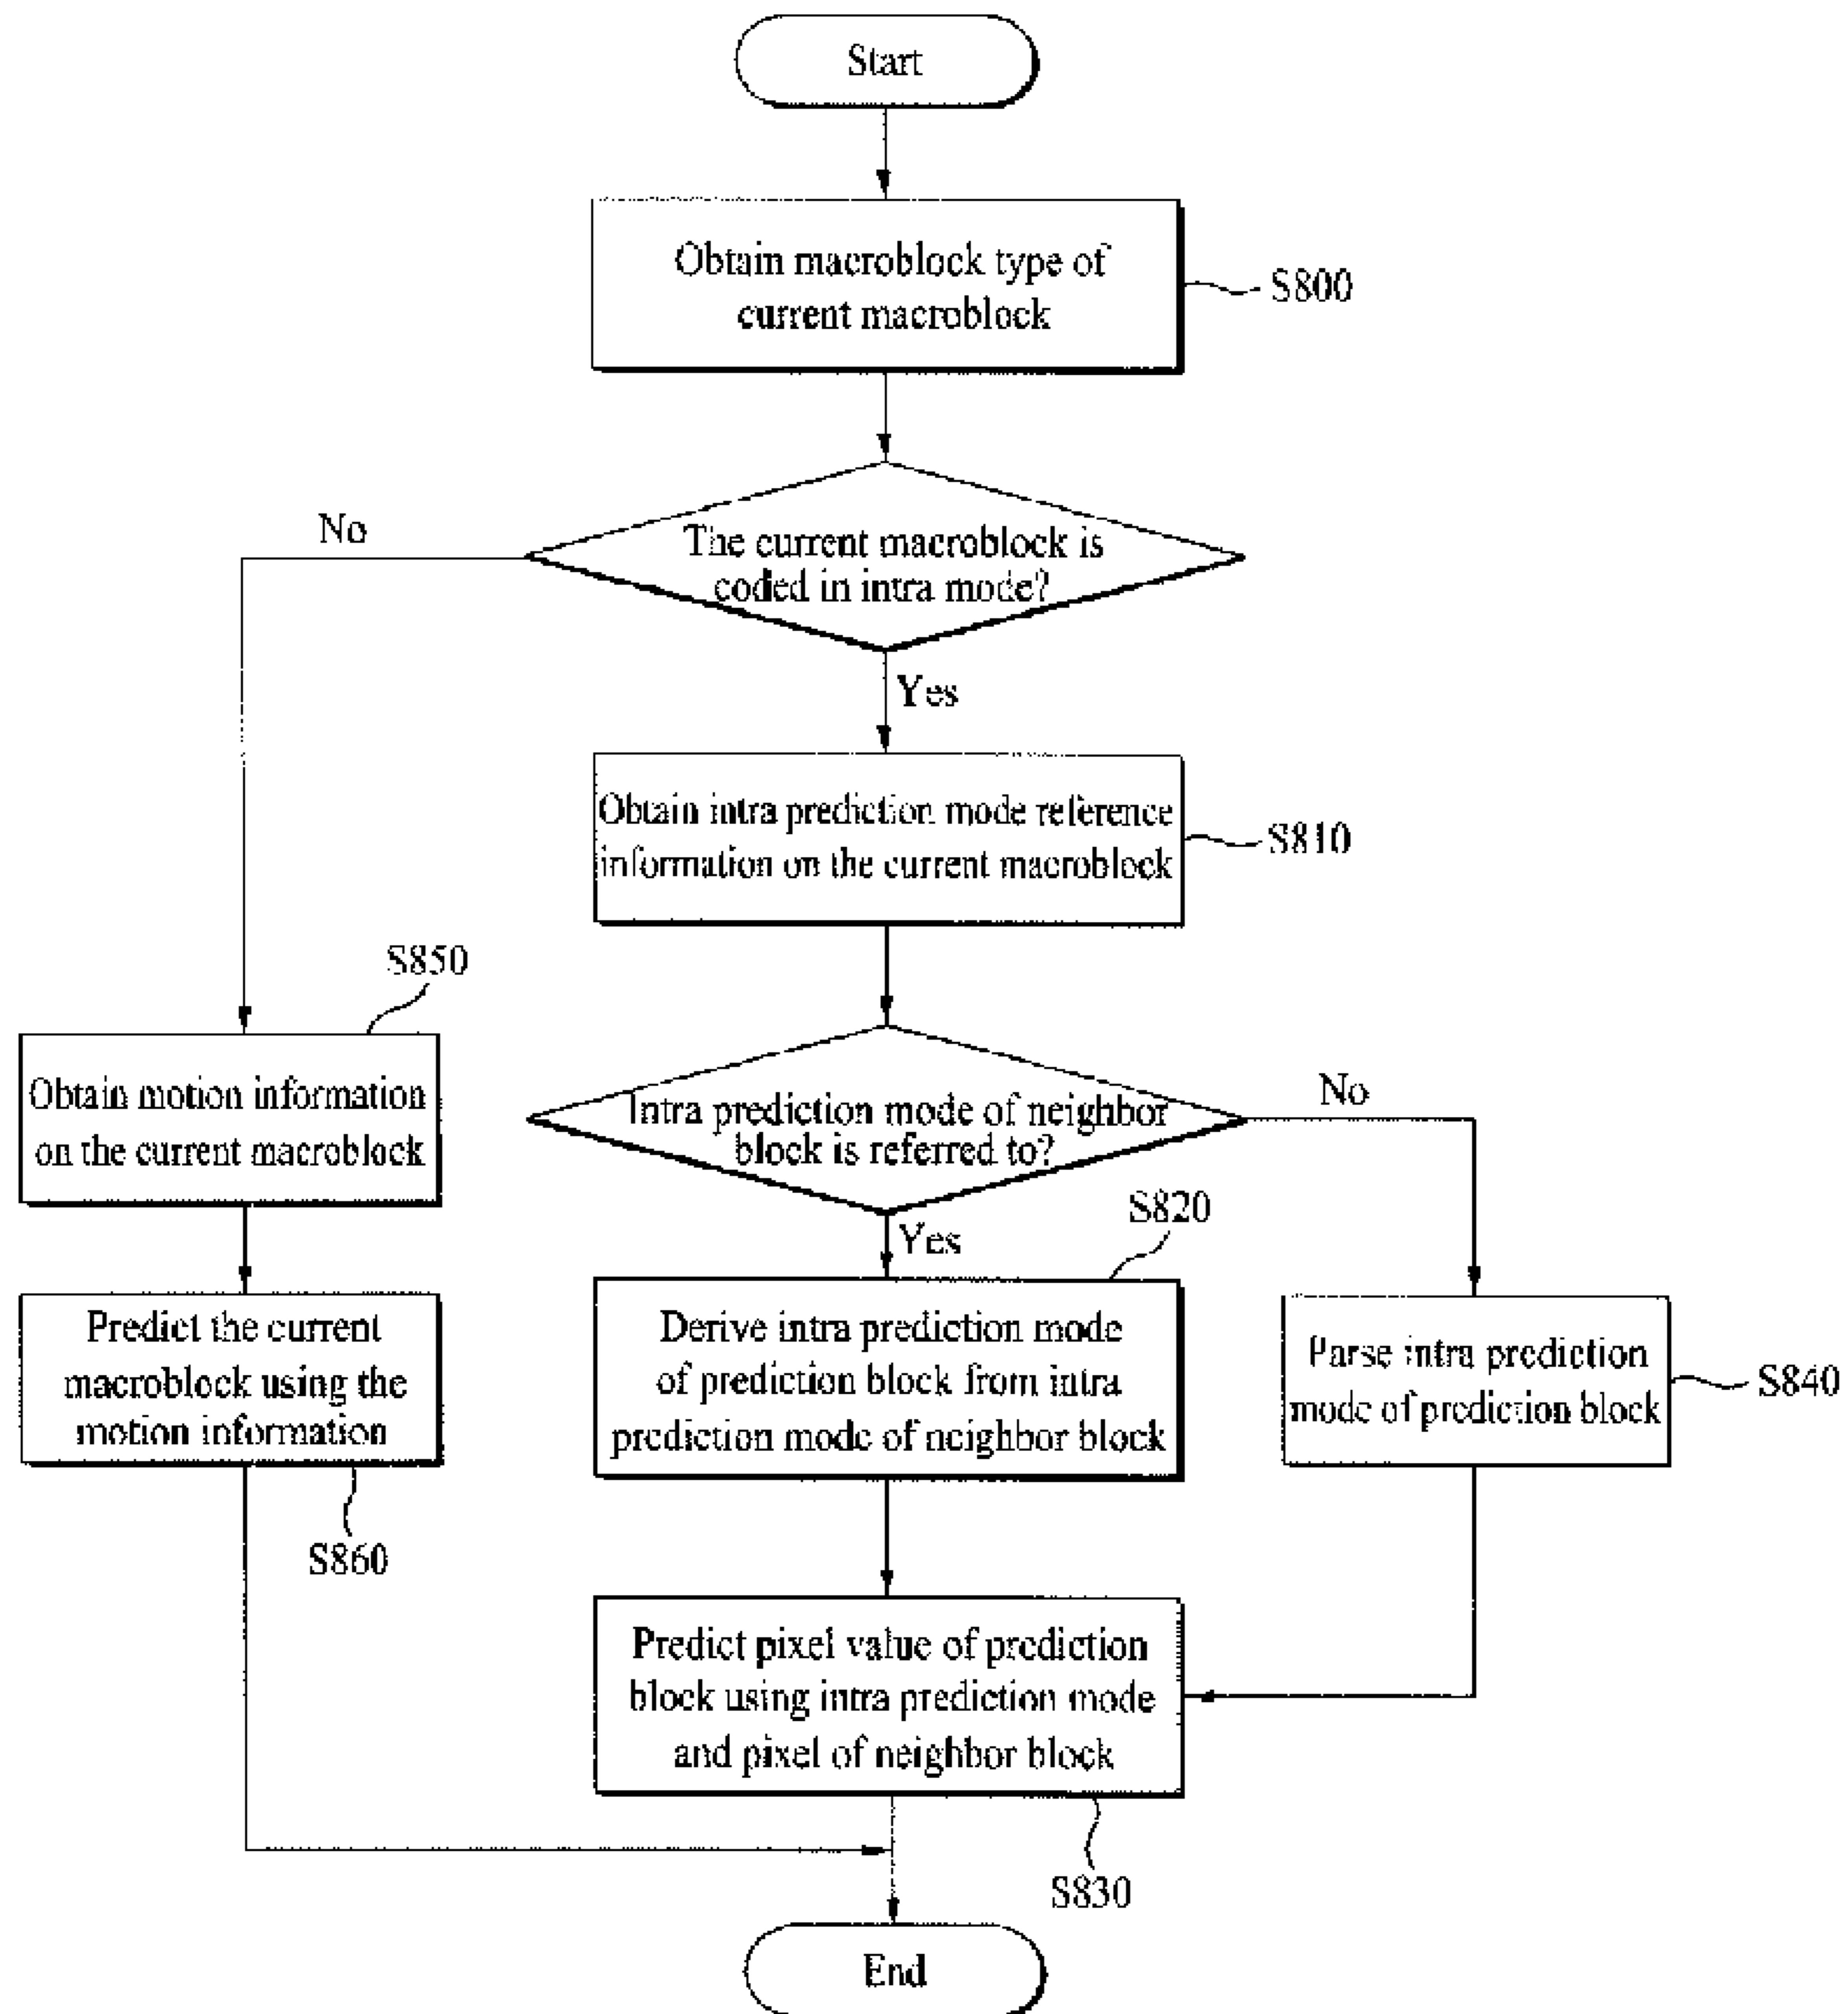 Start
Obtain macroblock type of
current macroblock
S800
The current macroblock is
coded in intra mode?
No
Yes
Obtain intra prediction mode reference
information on the current macroblock
S810
S850
Obtain motion information
on the current macroblock
Intra prediction mode of neighbor
block is referred to?
No
Yes
S820
Predict the current
macroblock using the
motion information
S860
Derive intra prediction mode
of prediction block from intra
prediction mode of neighbor block
Parse intra prediction
mode of prediction block
S840
Predict pixel value of prediction
block using intra prediction mode
and pixel of neighbor block
S830
End